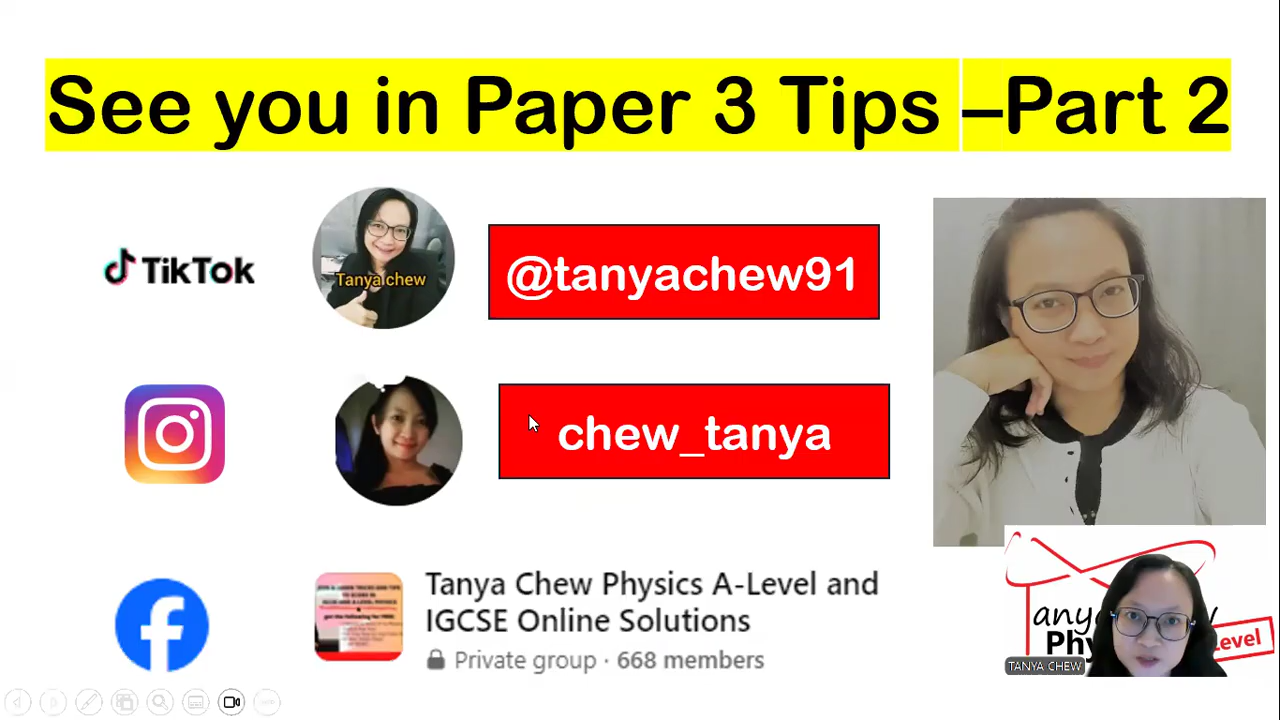 See you in Paper 3 Tips –Part 2
TikTok
Tanya chew
@tanyachew91
chew_tanya
Tanya Chew Physics A-Level and
IGCSE Online Solutions
Private group · 668 members
TANYA CHEW